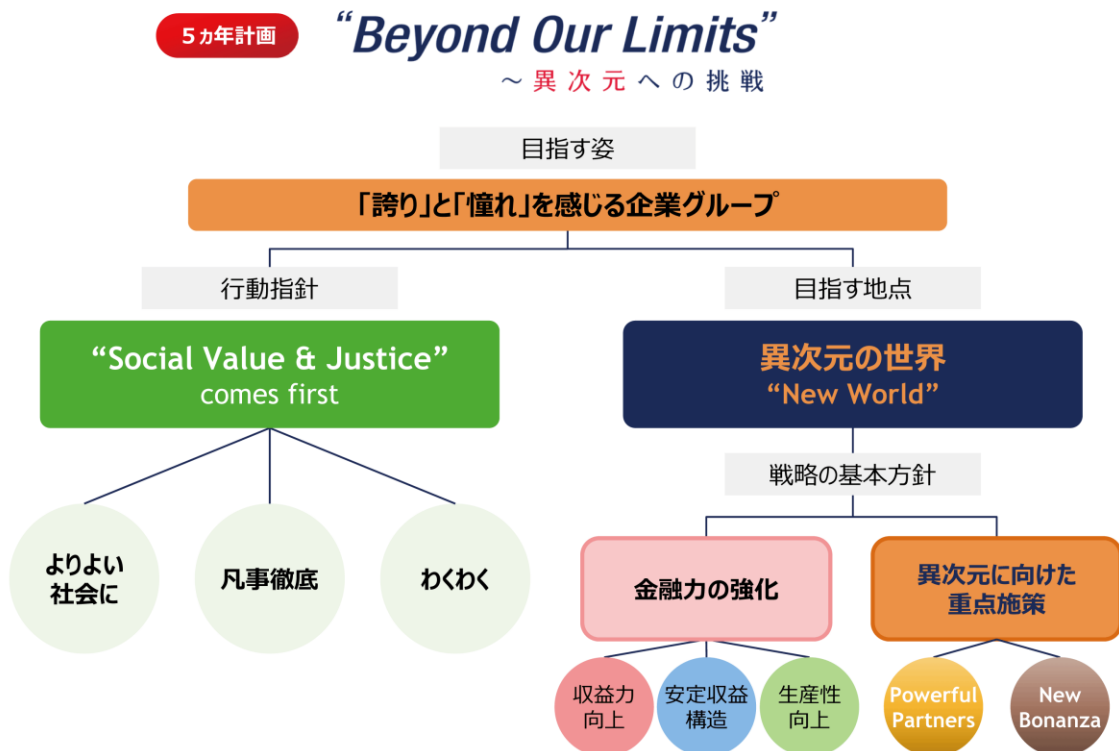 5ヵ年計画
“Beyond Our Limits”
～異次元への挑戦
目指す姿
「誇り」と「憧れ」を感じる企業グループ
行動指針
目指す地点
“Social Value & Justice”
comes first
異次元の世界
“New World”
戦略の基本方針
よりよい
社会に
凡事徹底
わくわく
金融力の強化
異次元に向けた
重点施策
収益力
向上
安定収益
構造
生産性
向上
Powerful
Partners
New
Bonanza